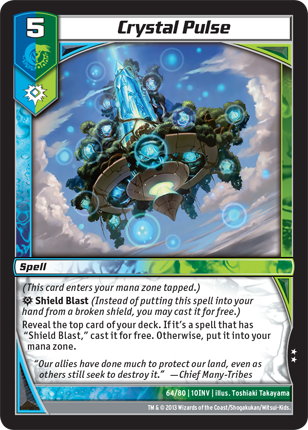 5
Crystal Pulse
Spell
(This card enters your mana zone tapped.)
Shield Blast (Instead of putting this spell into your
hand from a broken shield, you may cast it for free.)
Reveal the top card of your deck. If it's a spell that has
"Shield Blast," cast it for free. Otherwise, put it into your
mana zone.
"Our allies have done much to protect our land, even as
others still seek to destroy it." —Chief Many-Tribes
64/80 | 10INV | illus. Toshiaki Takayama
TM & © 2013 Wizards of the Coast/Shogakukan/Mitsui-Kids.